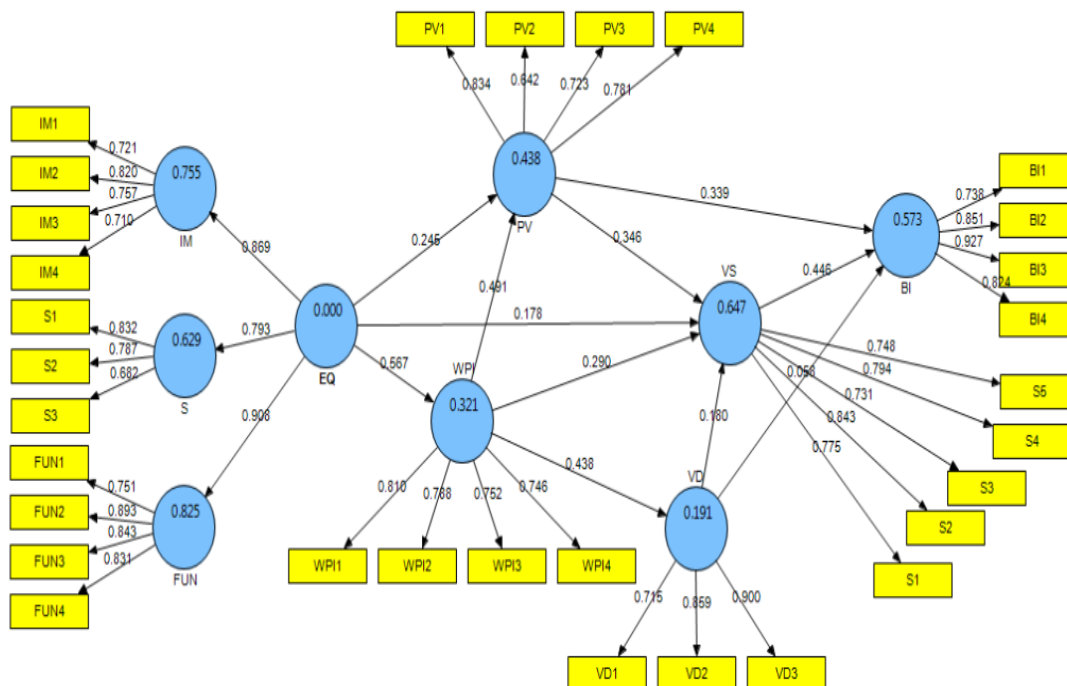 PV1 PV2 PV3 PV4
0.834 0.642 0.723 0.781
IM1
IM2
IM3
IM4
0.721
0.820
0.757
0.710
0.755
IM
0.438
PV
0.339
0.573
BI
BI1
BI2
BI3
BI4
0.738
0.851
0.927
0.824
0.869
0.245
0.346
0.446
S1
S2
S3
0.832
0.787
0.682
0.629
S
0.793
0.000
EQ
0.491
0.178
VS
0.647
0.567
WPI
0.321
0.290
0.180
0.058
0.748
0.794
0.731
0.843
0.775
S5
S4
S3
S2
S1
0.908
FUN1
FUN2
FUN3
FUN4
0.751
0.893
0.843
0.831
0.825
FUN
0.438
VD
0.191
0.810 0.788 0.752 0.746
WPI1 WPI2 WPI3 WPI4
0.715 0.859 0.900
VD1 VD2 VD3